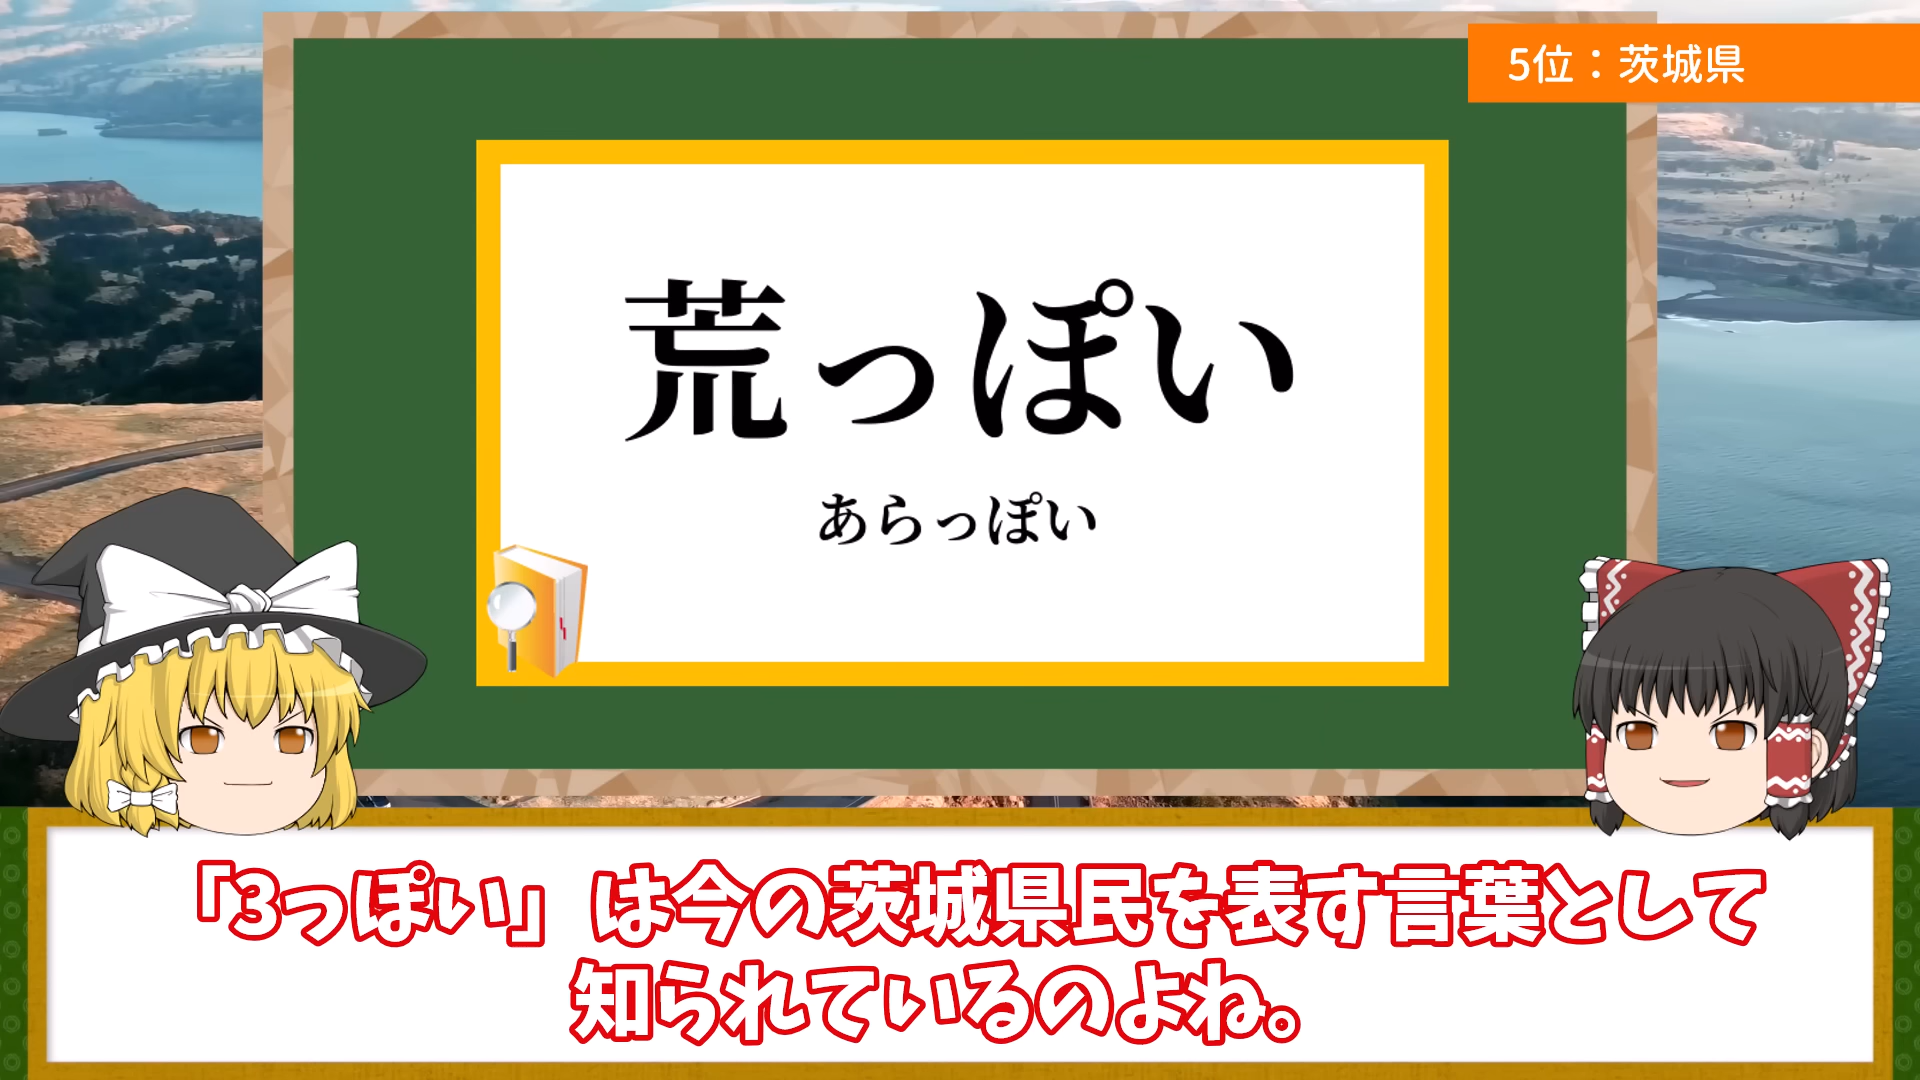 5位：茨城県
荒っぽい
あらっぽい
「3っぽい」は今の茨城県民を表す言葉として
知られているのよね。